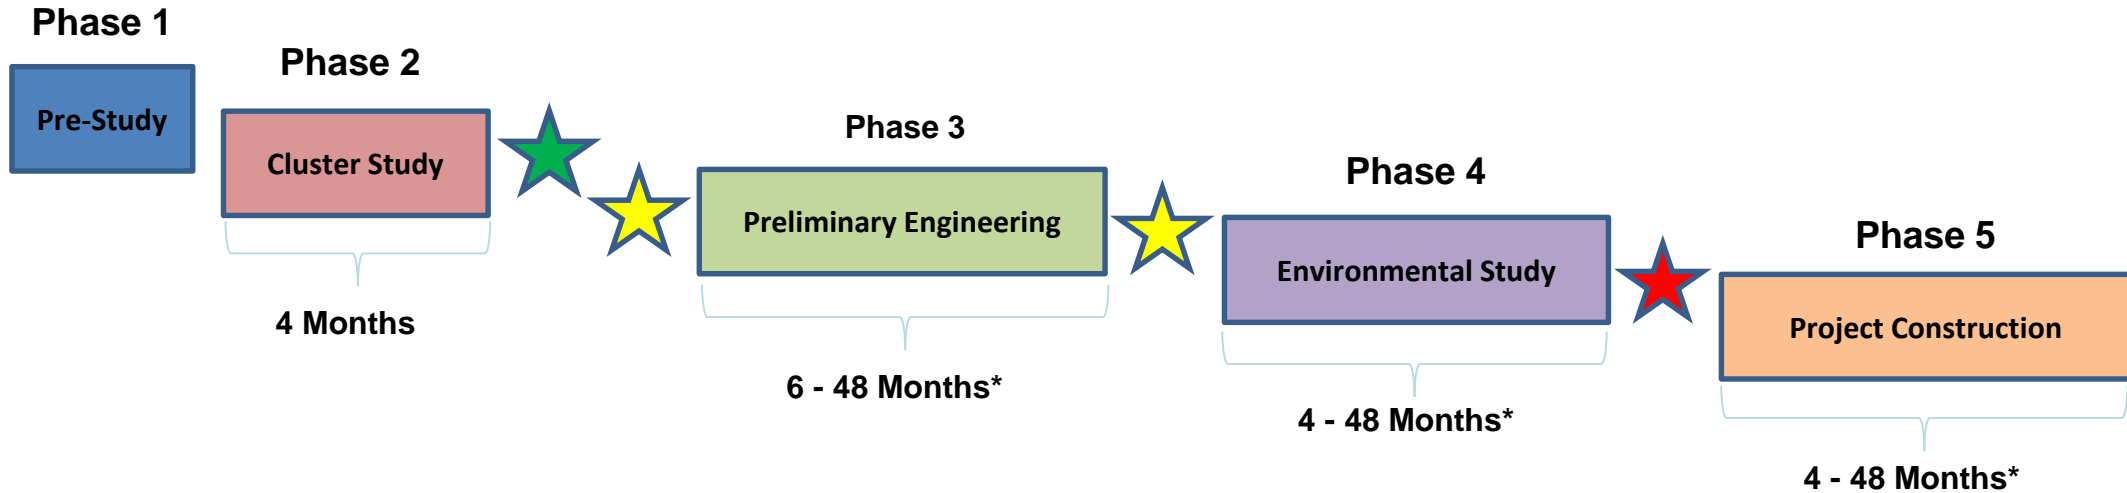 Phase 1
Pre-Study
Phase 2
Cluster Study
4 Months
Phase 3
Preliminary Engineering
6 - 48 Months*
Phase 4
Environmental Study
4 - 48 Months*
Phase 5
Project Construction
4 - 48 Months*